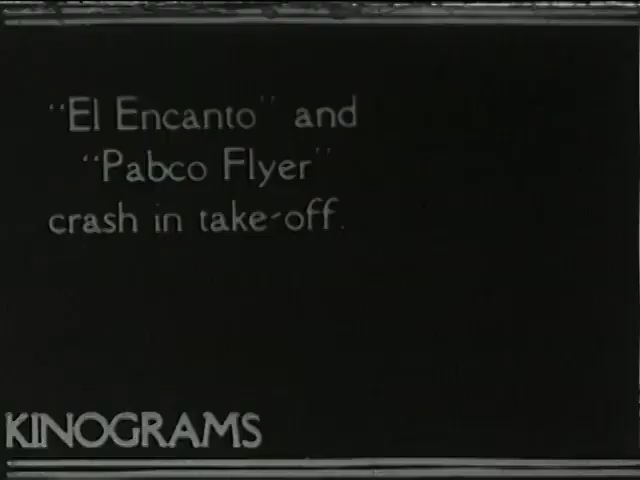 "El Encanto" and
"Pabco Flyer"
crash in take-off.
KINOGRAMS